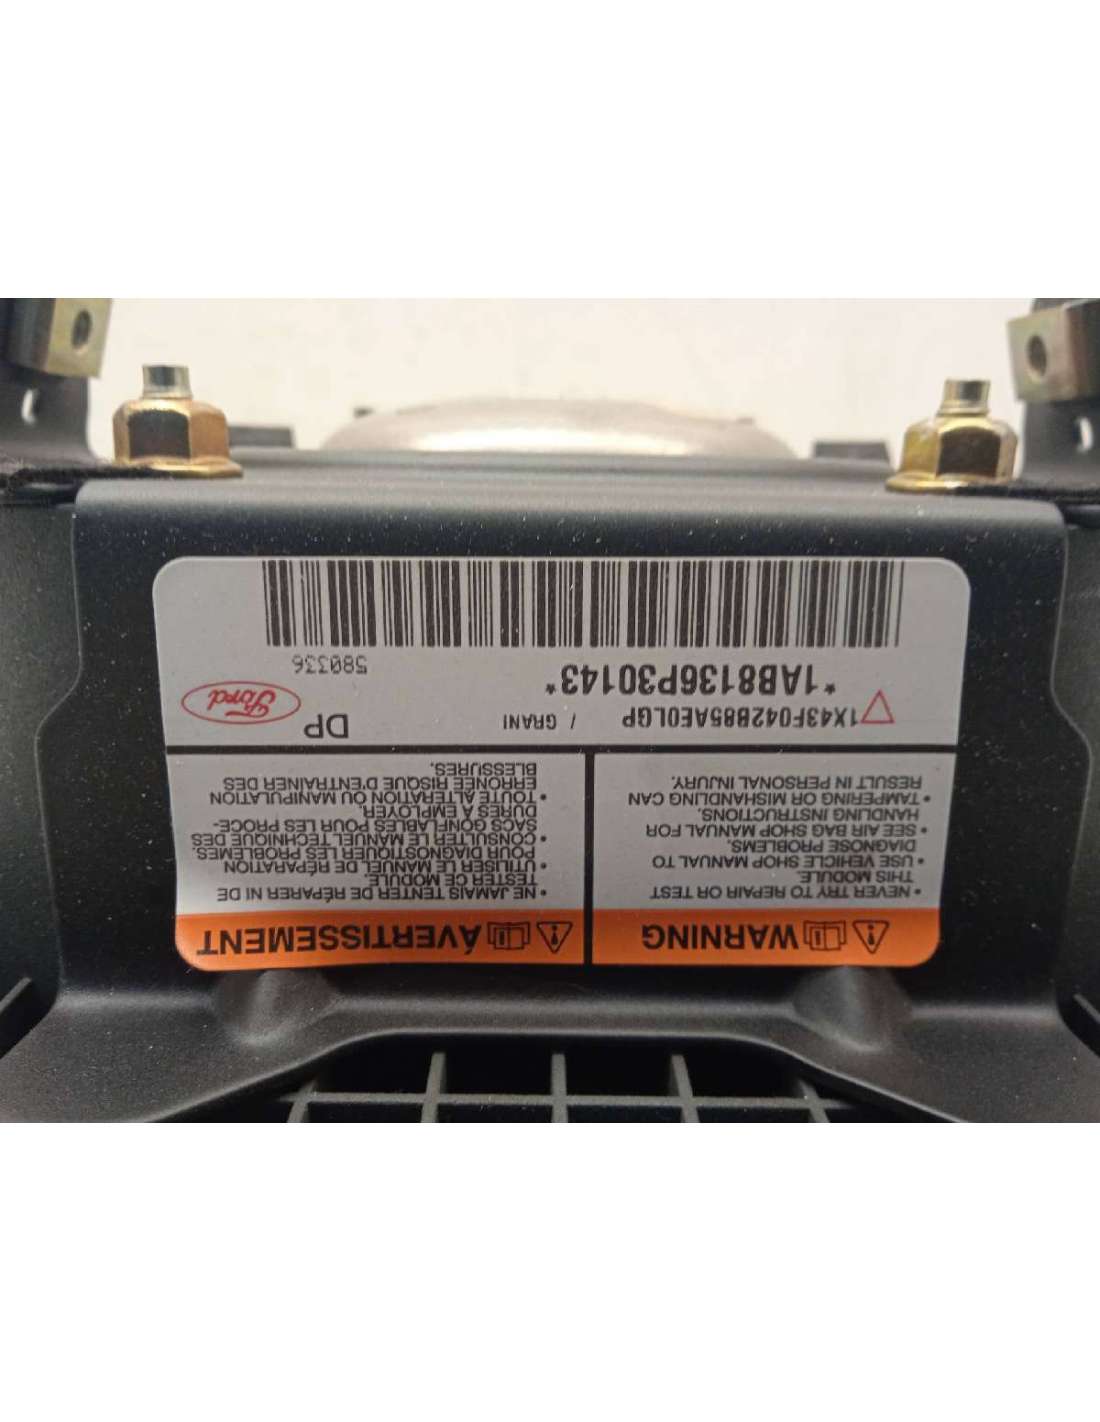 WARNING
• NEVER TRY TO REPAIR OR TEST
THIS MODULE.
• USE VEHICLE SHOP MANUAL TO
DIAGNOSE PROBLEMS.
• SEE AIR BAG SHOP MANUAL FOR
HANDLING INSTRUCTIONS.
• TAMPERING OR MISHANDLING CAN
RESULT IN PERSONAL INJURY.
ÁVERTISSEMENT
• NE JAMAIS TENTER DE RÉPARER NI DE
TESTER CE MODULE.
• UTILISER LE MANUEL DE RÉPARATION
POUR DIAGNOSTIQUER LES PROBLÈMES.
• CONSULTER LE MANUEL TECHNIQUE DES
SACS GONFLABLES POUR LES PROCE-
DURES À EMPLOYER.
• TOUTE ALTÉRATION OU MANIPULATION
ERRONÉE RISQUE D'ENTRAÎNER DES
BLESSURES.
1X43F042B85AE0LGP / GRANI DP
Ford
*1AB8136P30143*
580336